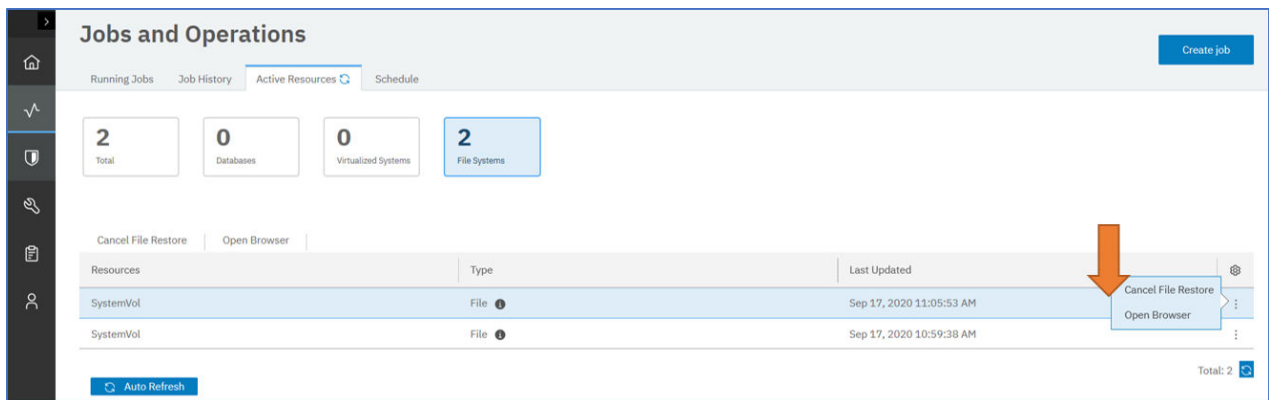 Jobs and Operations
Create job
Running Jobs Job History Active Resources Schedule
2 0 0 2
Total Databases Virtualized Systems File Systems
Cancel File Restore Open Browser
Resources Type Last Updated
Cancel File Restore
SystemVol File Sep 17, 2020 11:05:53 AM
Open Browser
SystemVol File Sep 17, 2020 10:59:38 AM
Total: 2
Auto Refresh